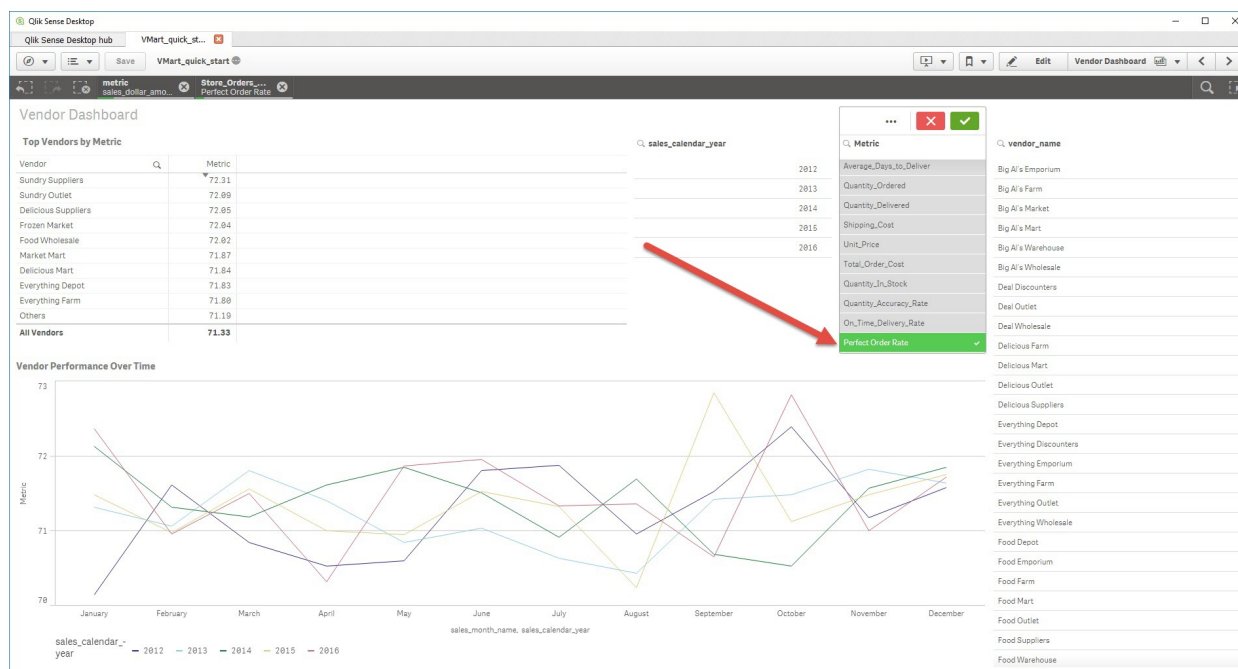 Qlik Sense Desktop
Qlik Sense Desktop hub VMart_quick_st...
Save VMart_quick_start Edit Vendor Dashboard
metric Store_Orders_...
sales_dollar_amo... Perfect Order Rate
Vendor Dashboard
Top Vendors by Metric
Vendor Metric
Sundry Suppliers 72.31
Sundry Outlet 72.09
Delicious Suppliers 72.05
Frozen Market 72.04
Food Wholesale 72.02
Market Mart 71.87
Delicious Mart 71.84
Everything Depot 71.83
Everything Farm 71.80
Others 71.19
All Vendors 71.33
sales_calendar_year
2012
2013
2014
2015
2016
...
Metric
Average_Days_to_Deliver
Quantity_Ordered
Quantity_Delivered
Shipping_Cost
Unit_Price
Total_Order_Cost
Quantity_In_Stock
Quantity_Accuracy_Rate
On_Time_Delivery_Rate
Perfect Order Rate
vendor_name
Big Al's Emporium
Big Al's Farm
Big Al's Market
Big Al's Mart
Big Al's Warehouse
Big Al's Wholesale
Deal Discounters
Deal Outlet
Deal Wholesale
Delicious Farm
Delicious Mart
Delicious Outlet
Delicious Suppliers
Everything Depot
Everything Discounters
Everything Emporium
Everything Farm
Everything Outlet
Everything Wholesale
Food Depot
Food Emporium
Food Farm
Food Mart
Food Outlet
Food Suppliers
Food Warehouse
Vendor Performance Over Time
73
72
71
70
Metric
January February March April May June July August September October November December
sales_month_name, sales_calendar_year
sales_calendar_-
year
2012 2013 2014 2015 2016